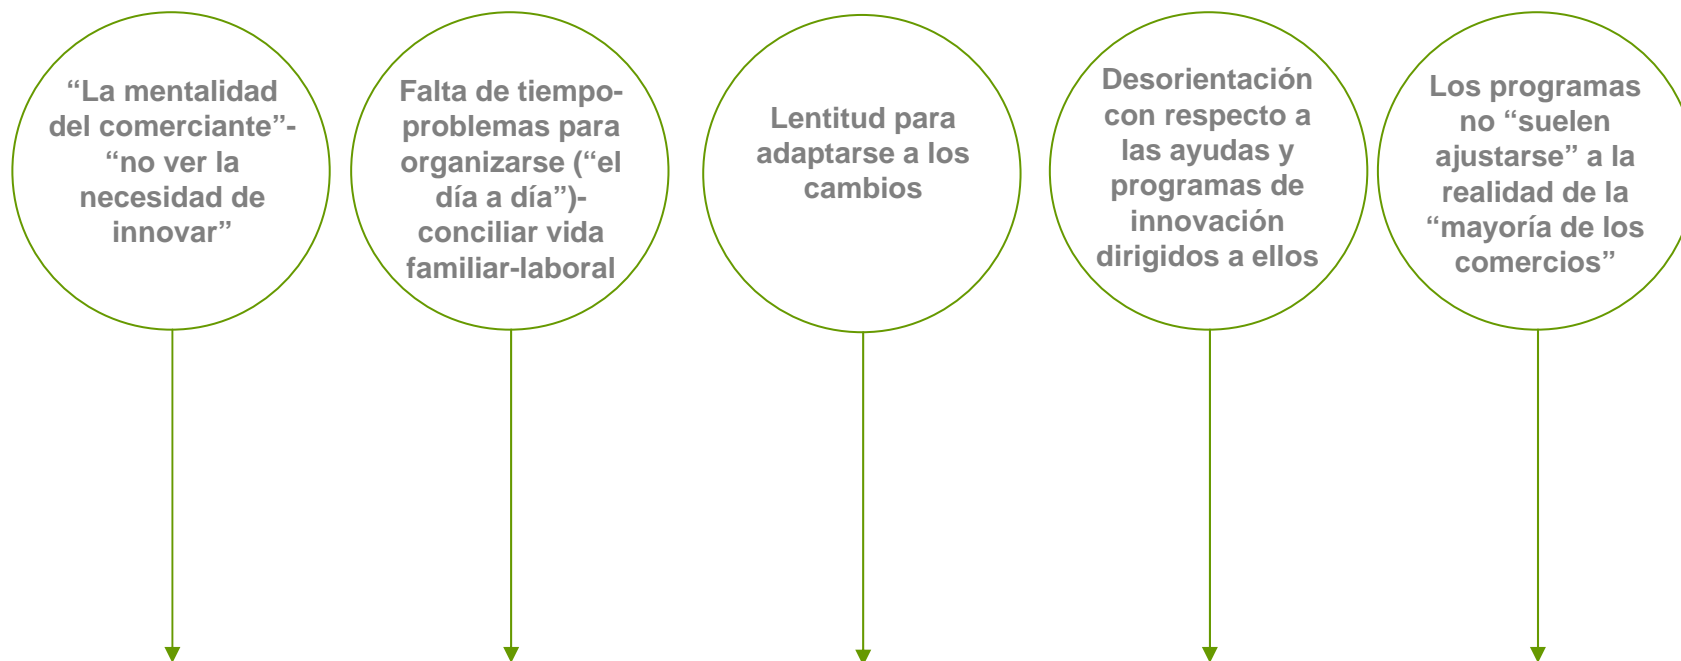 “La mentalidad
del comerciante”-
“no ver la
necesidad de
innovar”
Falta de tiempo-
problemas para
organizarse (“el
día a día”)-
conciliar vida
familiar-laboral
Lentitud para
adaptarse a los
cambios
Desorientación
con respecto a
las ayudas y
programas de
innovación
dirigidos a ellos
Los programas
no “suelen
ajustarse” a la
realidad de la
“mayoría de los
comercios”